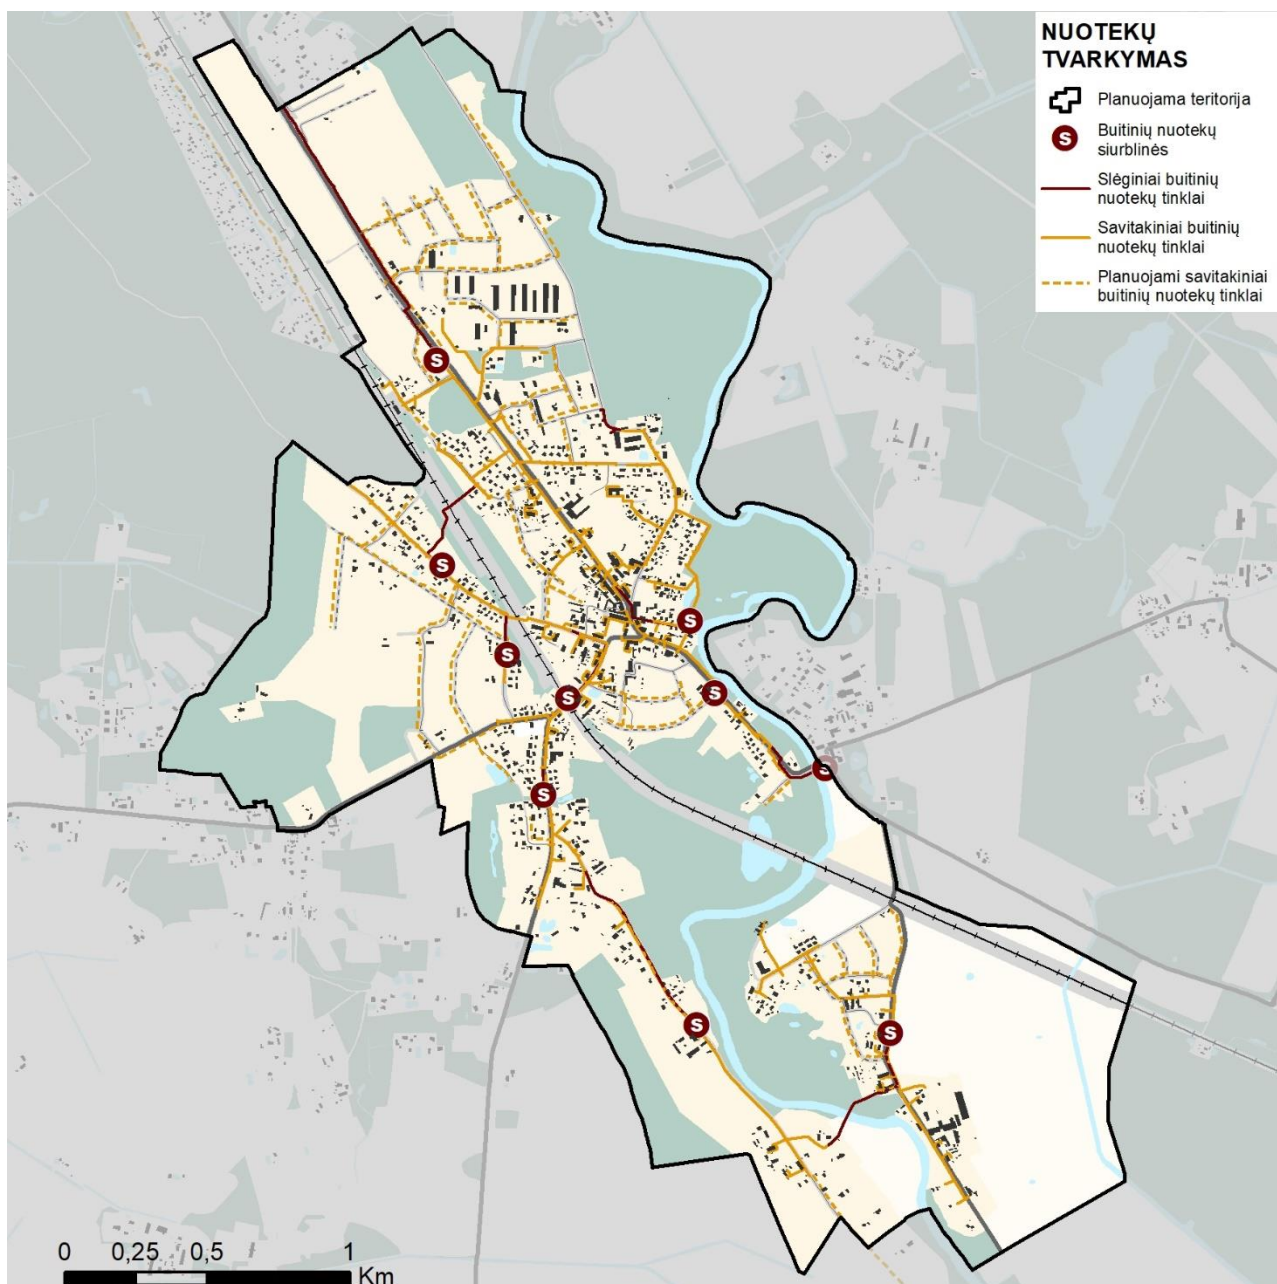 NUOTEKŲ
TVARKYMAS
Planuojama teritorija
S Buitinių nuotekų
siurblinės
Slėginiai buitinių
nuotekų tinklai
Savitakiniai buitinių
nuotekų tinklai
Planuojami savitakiniai
buitinių nuotekų tinklai
S
S
S
S
S
S
S
S
S
S
0 0,25 0,5 1
Km